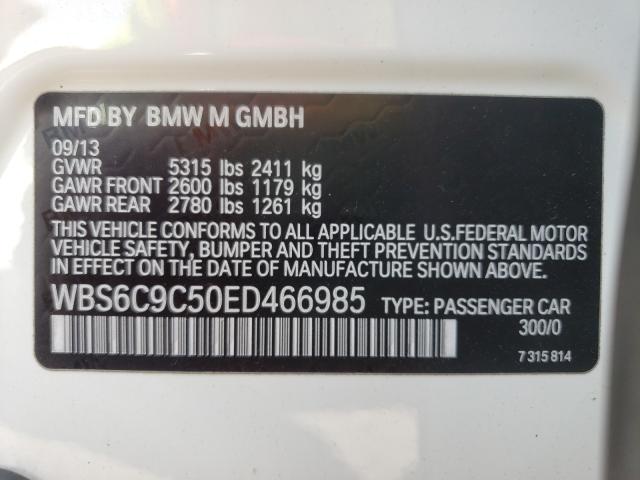 MFD BY BMW M GMBH
09/13
GVWR 5315 lbs 2411 kg
GAWR FRONT 2600 lbs 1179 kg
GAWR REAR 2780 lbs 1261 kg
THIS VEHICLE CONFORMS TO ALL APPLICABLE U.S.FEDERAL MOTOR
VEHICLE SAFETY, BUMPER AND THEFT PREVENTION STANDARDS
IN EFFECT ON THE DATE OF MANUFACTURE SHOWN ABOVE.
WBS6C9C50ED466985 TYPE: PASSENGER CAR
300/0
7 315 814